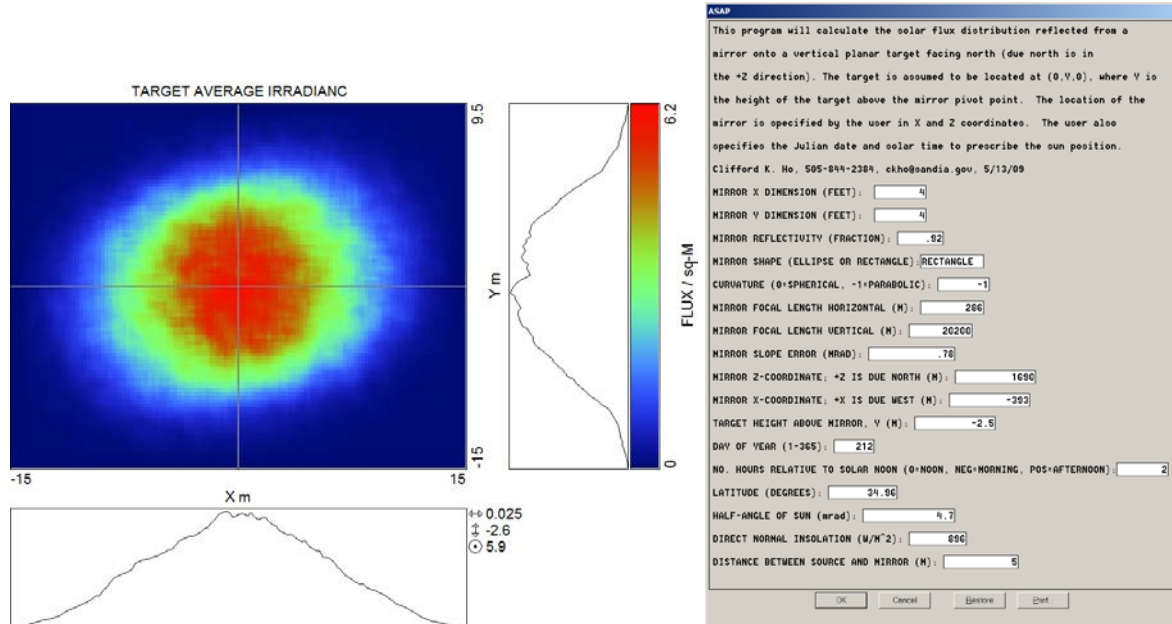 TARGET AVERAGE IRRADIANC
9.5
-15
Y m
-15
15
X m
0.025
-2.6
5.9
6.2
0
FLUX / sq-M
ASAP
This program will calculate the solar flux distribution reflected from a
mirror onto a vertical planar target facing north (due north is in
the +Z direction). The target is assumed to be located at (0,Y,0), where Y is
the height of the target above the mirror pivot point. The location of the
mirror is specified by the user in X and Z coordinates. The user also
specifies the Julian date and solar time to prescribe the sun position.
Clifford K. Ho, 505-844-2384, ckho@sandia.gov, 5/13/09
MIRROR X DIMENSION (FEET): 4
MIRROR Y DIMENSION (FEET): 4
MIRROR REFLECTIVITY (FRACTION): .92
MIRROR SHAPE (ELLIPSE OR RECTANGLE): RECTANGLE
CURVATURE (0=SPHERICAL, -1=PARABOLIC): -1
MIRROR FOCAL LENGTH HORIZONTAL (M): 286
MIRROR FOCAL LENGTH VERTICAL (M): 20200
MIRROR SLOPE ERROR (MRAD): .78
MIRROR Z-COORDINATE; +Z IS DUE NORTH (M): 1690
MIRROR X-COORDINATE; +X IS DUE WEST (M): -393
TARGET HEIGHT ABOVE MIRROR, Y (M): -2.5
DAY OF YEAR (1-365): 212
NO. HOURS RELATIVE TO SOLAR NOON (0=NOON, NEG=MORNING, POS=AFTERNOON): 2
LATITUDE (DEGREES): 34.96
HALF-ANGLE OF SUN (mrad): 4.7
DIRECT NORMAL INSOLATION (W/M^2): 896
DISTANCE BETWEEN SOURCE AND MIRROR (M): 5
OK Cancel Restore Print..